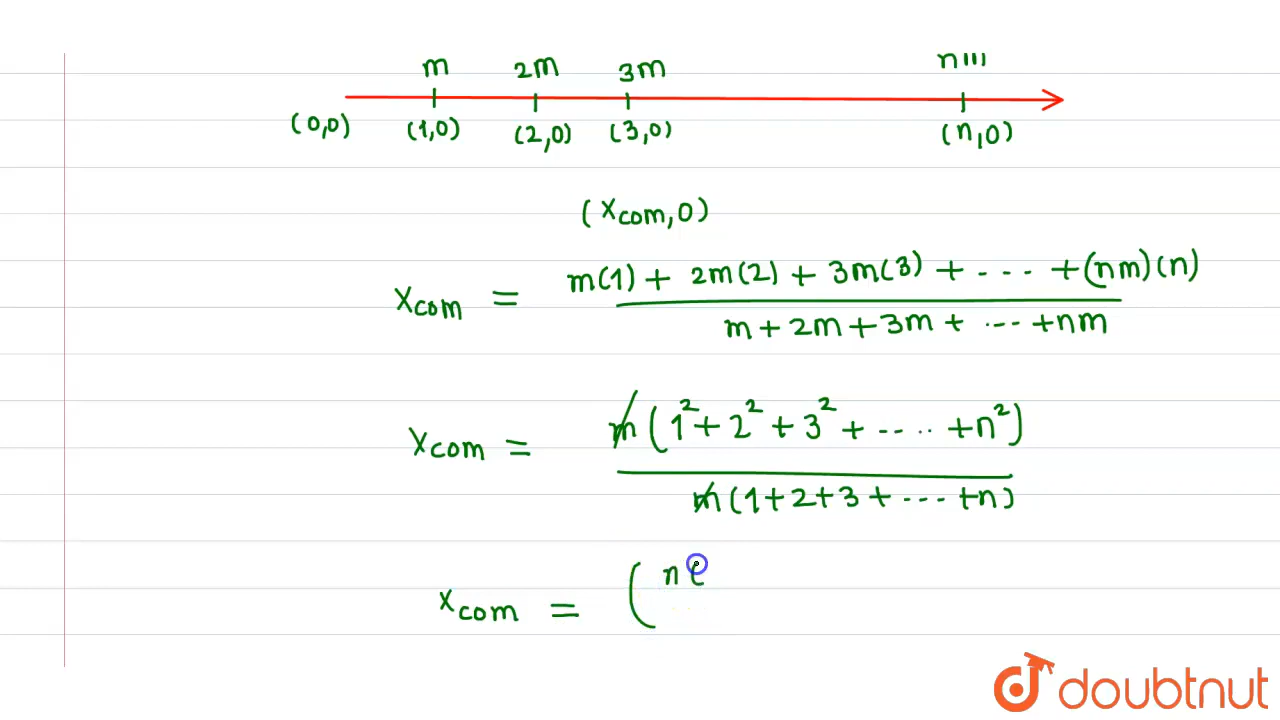 m 2m 3m n
(0,0) (1,0) (2,0) (3,0) (n,0)
(xcom,0)
xcom = m(1) + 2m(2) + 3m(3) + ---- + (nm)(n)
m + 2m + 3m + ---- + nm
xcom = m(1² + 2² + 3² + ---- + n²)
m(1+2+3+ ---- +n)
xcom = ( n (
doubtnut